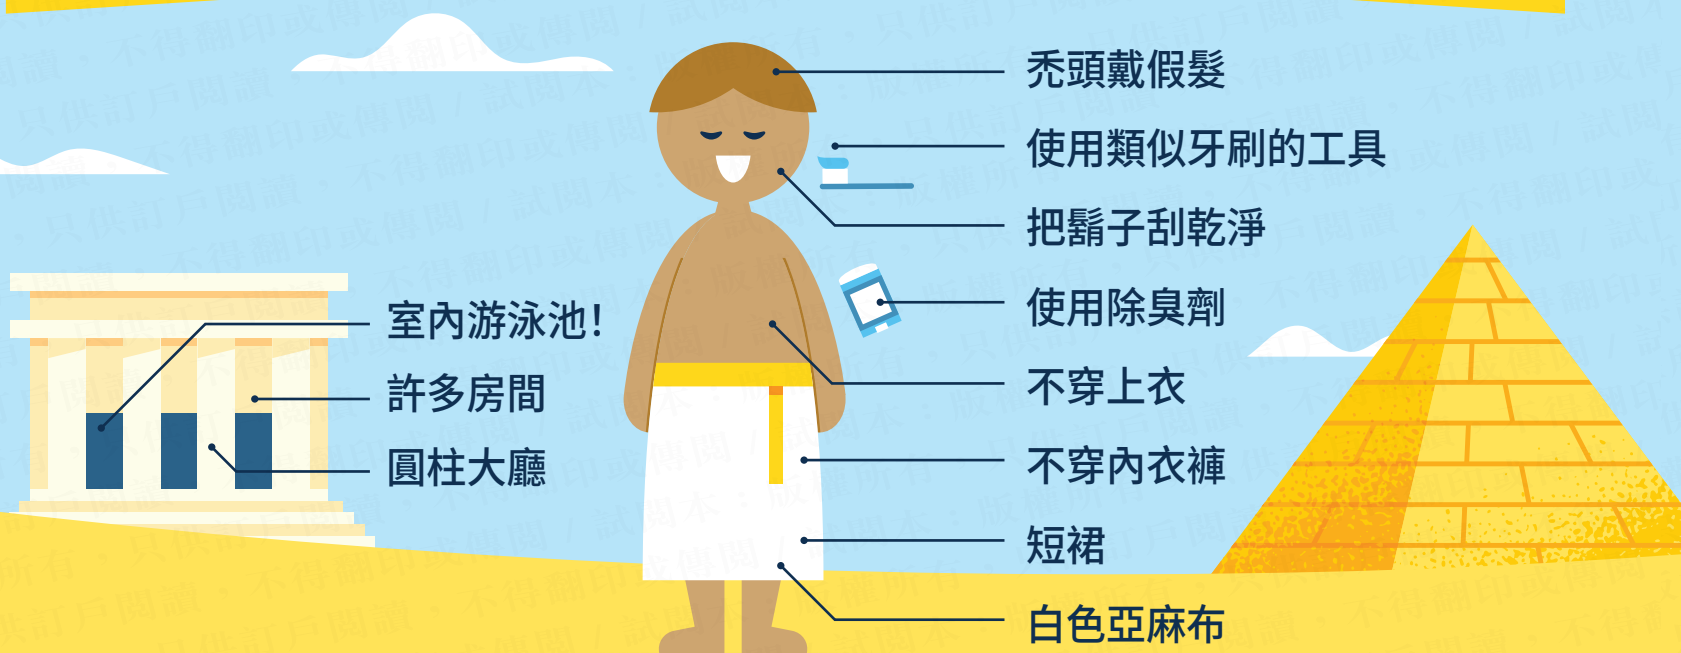 禿頭戴假髮
使用類似牙刷的工具
把鬍子刮乾淨
使用除臭劑
不穿上衣
不穿內衣褲
短裙
白色亞麻布
室內游泳池!
許多房間
圓柱大廳